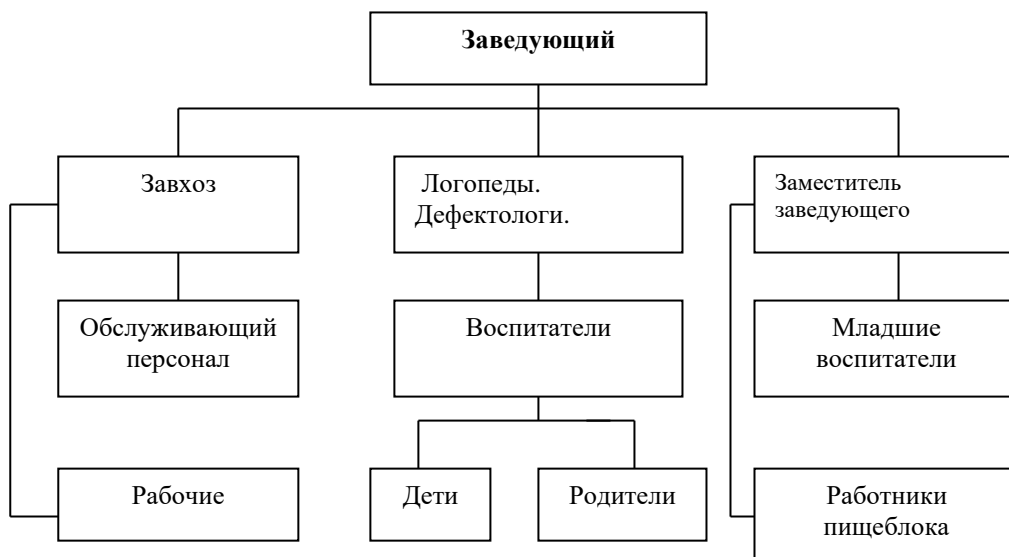 Заведующий
Завхоз
Логопеды.
Дефектологи.
Заместитель
заведующего
Обслуживающий
персонал
Воспитатели
Младшие
воспитатели
Рабочие
Дети
Родители
Работники
пищеблока